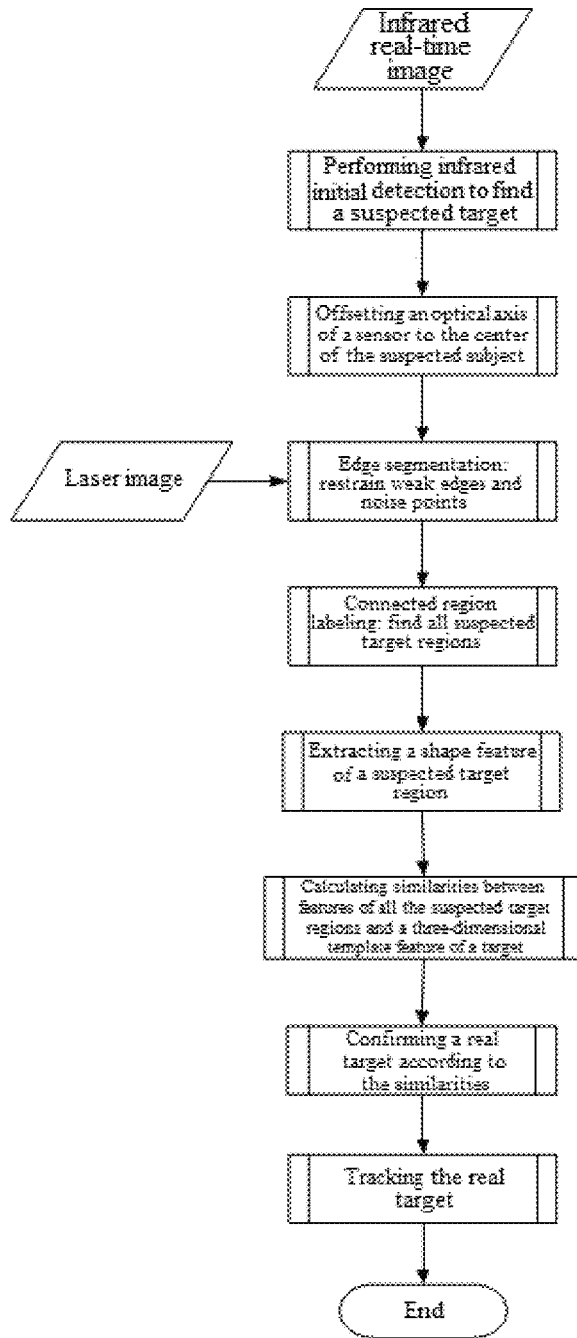 Infrared
real-time
image
Performing infrared
initial detection to find
a suspected target
Offsetting an optical axis
of a sensor to the center
of the suspected subject
Laser image
Edge segmentation:
restrain weak edges and
noise points
Connected region
labeling: find all suspected
target regions
Extracting a shape feature
of a suspected target
region
Calculating similarities between
features of all the suspected target
regions and a three-dimensional
template feature of a target
Confirming a real
target according to
the similarities
Tracking the real
target
End